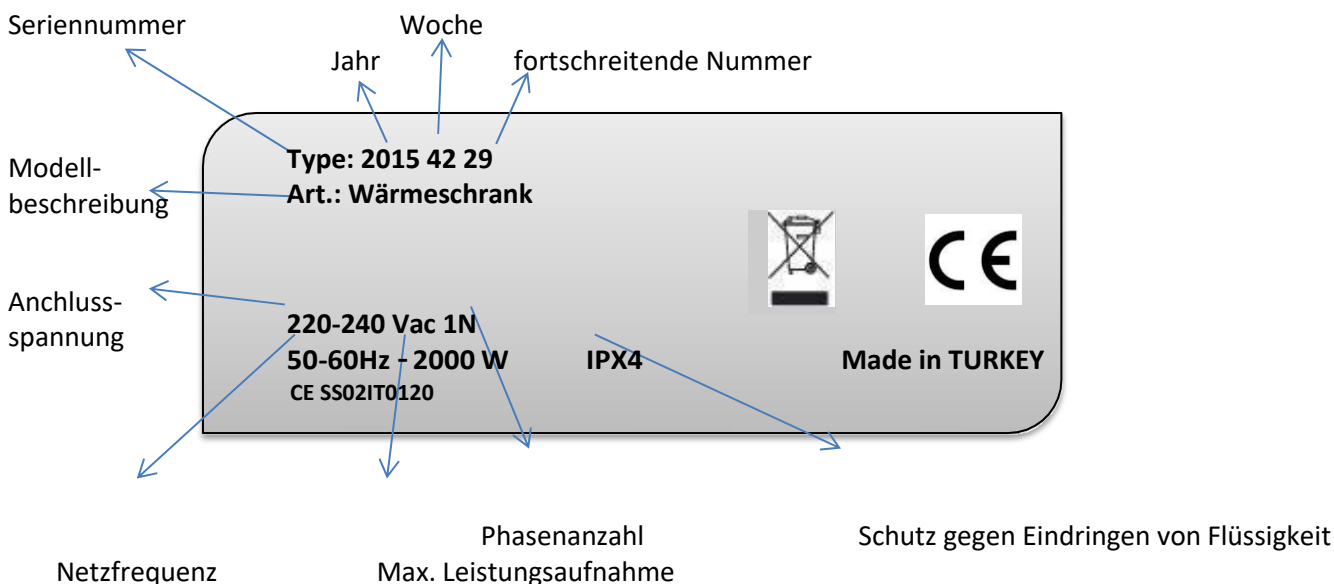 Seriennummer
Woche
Jahr
fortschreitende Nummer
Type: 2015 42 29
Art.: Wärmeschrank
Modell-
beschreibung
CE
Anchluss-
spannung
220-240 Vac 1N
50-60Hz - 2000 W
IPX4
Made in TURKEY
CE SS02IT0120
Phasenanzahl
Schutz gegen Eindringen von Flüssigkeit
Netzfrequenz
Max. Leistungsaufnahme